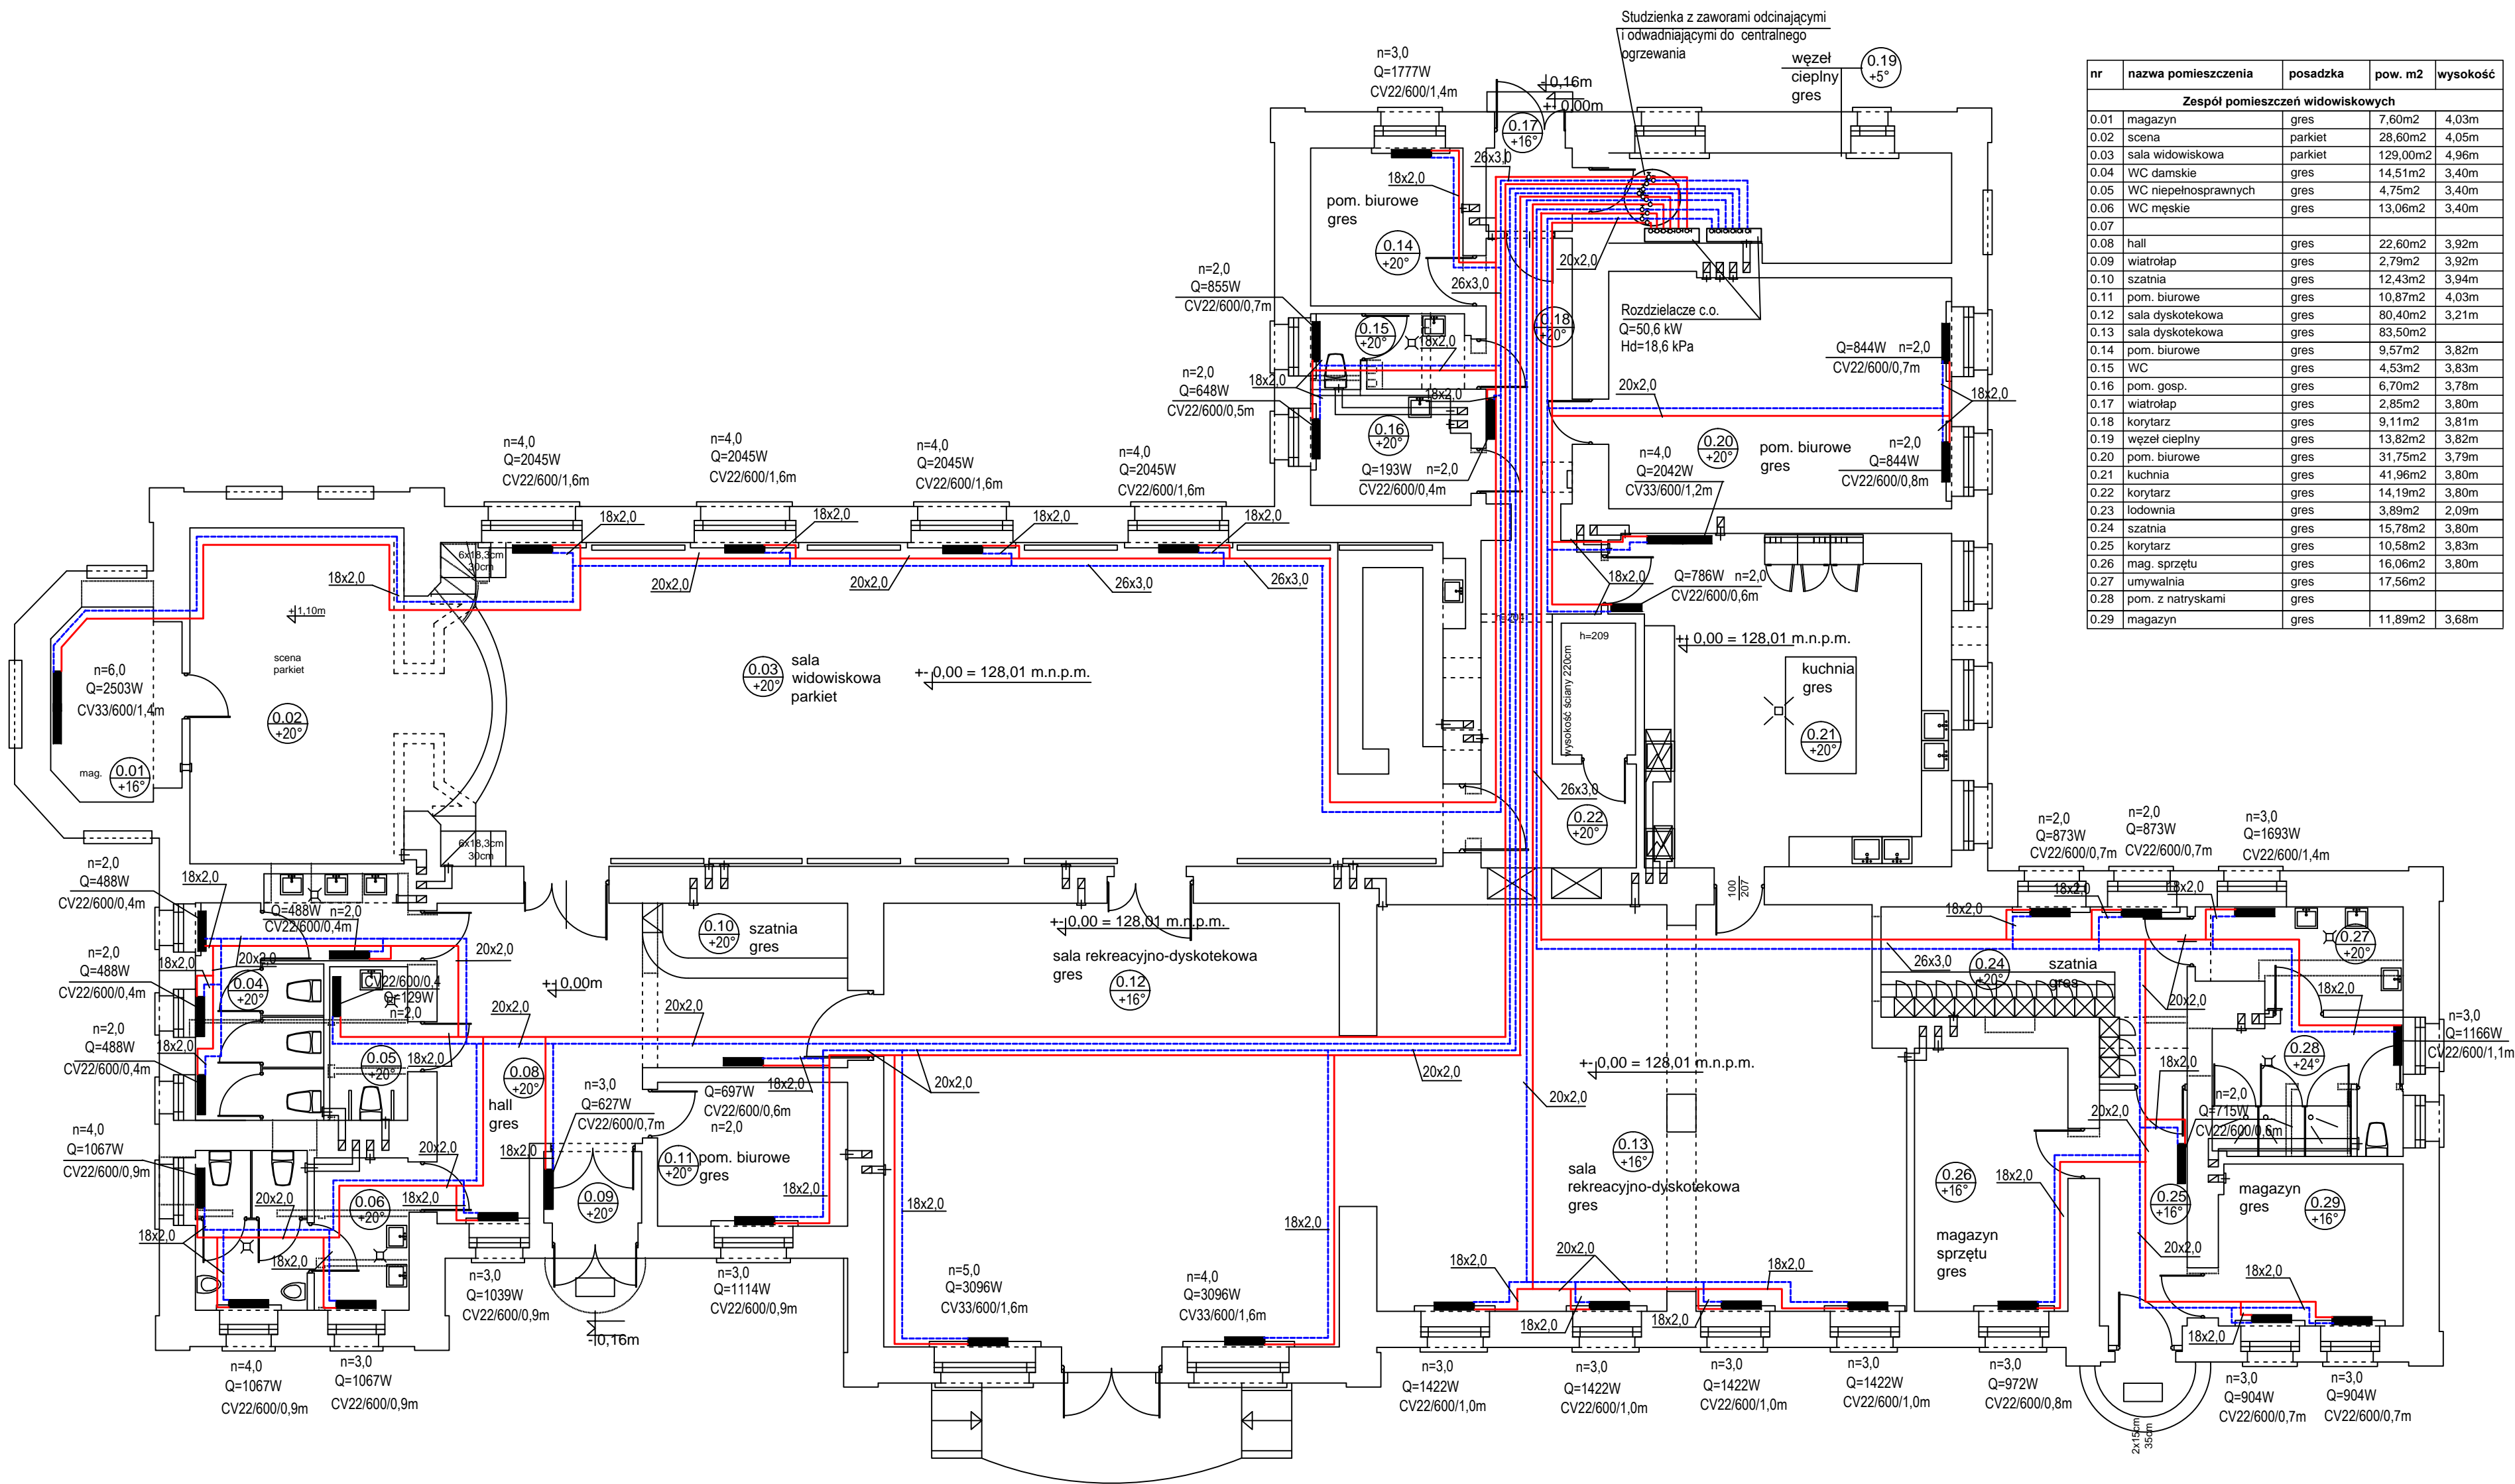 Studzienka z zaworami odcinającymi
i odwadniającymi do centralnego
ogrzewania
węzeł
cieplny
gres
0.19
+5°
n=3,0
Q=1777W
CV22/600/1,4m
-0,16m
+- 0,00m
0.17
+16°
26x3,0
18x2,0
pom. biurowe
gres
0.14
+20°
20x2,0
26x3,0
n=2,0
Q=855W
CV22/600/0,7m
0.15
+20°
18x2,0
0.18
+20°
Rozdzielacze c.o.
Q=50,6 kW
Hd=18,6 kPa
Q=844W n=2,0
CV22/600/0,7m
n=2,0
Q=648W
CV22/600/0,5m
18x2,0
18x2,0
20x2,0
18x2,0
0.16
+20°
Q=193W n=2,0
CV22/600/0,4m
0.20
+20°
pom. biurowe
gres
n=4,0
Q=2042W
CV33/600/1,2m
n=2,0
Q=844W
CV22/600/0,8m
nr nazwa pomieszczenia posadzka pow. m2 wysokość
Zespół pomieszczeń widowiskowych
0.01 magazyn gres 7,60m2 4,03m
0.02 scena parkiet 28,60m2 4,05m
0.03 sala widowiskowa parkiet 129,00m2 4,96m
0.04 WC damskie gres 14,51m2 3,40m
0.05 WC niepełnosprawnych gres 4,75m2 3,40m
0.06 WC męskie gres 13,06m2 3,40m
0.07
0.08 hall gres 22,60m2 3,92m
0.09 wiatrołap gres 2,79m2 3,92m
0.10 szatnia gres 12,43m2 3,94m
0.11 pom. biurowe gres 10,87m2 4,03m
0.12 sala dyskotekowa gres 80,40m2 3,21m
0.13 sala dyskotekowa gres 83,50m2
0.14 pom. biurowe gres 9,57m2 3,82m
0.15 WC gres 4,53m2 3,83m
0.16 pom. gosp. gres 6,70m2 3,78m
0.17 wiatrołap gres 2,85m2 3,80m
0.18 korytarz gres 9,11m2 3,81m
0.19 węzeł cieplny gres 13,82m2 3,82m
0.20 pom. biurowe gres 31,75m2 3,79m
0.21 kuchnia gres 41,96m2 3,80m
0.22 korytarz gres 14,19m2 3,80m
0.23 lodownia gres 3,89m2 2,09m
0.24 szatnia gres 15,78m2 3,80m
0.25 korytarz gres 10,58m2 3,83m
0.26 mag. sprzętu gres 16,06m2 3,80m
0.27 umywalnia gres 17,56m2
0.28 pom. z natryskami gres
0.29 magazyn gres 11,89m2 3,68m
n=4,0
Q=2045W
CV22/600/1,6m
n=4,0
Q=2045W
CV22/600/1,6m
n=4,0
Q=2045W
CV22/600/1,6m
n=4,0
Q=2045W
CV22/600/1,6m
18x2,0
18x2,0
18x2,0
18x2,0
6x18,3cm
30cm
18x2,0
20x2,0
20x2,0
26x3,0
26x3,0
18x2,0
Q=786W n=2,0
CV22/600/0,6m
1,10m
scena
parkiet
n=6,0
Q=2503W
CV33/600/1,4m
0.02
+20°
mag.
0.01
+16°
0.03
+20°
sala
widowiskowa
parkiet
+- 0,00 = 128,01 m.n.p.m.
h=209
wysokość ściany 220cm
+- 0,00 = 128,01 m.n.p.m.
kuchnia
gres
0.21
+20°
26x3,0
0.22
+20°
6x18,3cm
30cm
100
207
n=2,0
Q=873W
CV22/600/0,7m
n=2,0
Q=873W
CV22/600/0,7m
n=3,0
Q=1693W
CV22/600/1,4m
18x2,0
18x2,0
18x2,0
n=2,0
Q=488W
CV22/600/0,4m
18x2,0
Q=488W n=2,0
CV22/600/0,4m
n=2,0
Q=488W
CV22/600/0,4m
18x2,0
20x2,0
20x2,0
0.04
+20°
CV22/600/0,4
Q=129W
n=2,0
n=2,0
Q=488W
CV22/600/0,4m
18x2,0
0.05
+20°
18x2,0
0.10
+20°
szatnia
gres
+-0,00m
20x2,0
20x2,0
+- 0,00 = 128,01 m.n.p.m.
sala rekreacyjno-dyskotekowa
gres
0.12
+16°
26x3,0
0.24
+20°
szatnia
gres
0.27
+20°
20x2,0
18x2,0
n=3,0
Q=1166W
CV22/600/1,1m
0.28
+24°
18x2,0
n=2,0
Q=715W
CV22/600/0,6m
20x2,0
0.08
+20°
hall
gres
n=3,0
Q=627W
CV22/600/0,7m
Q=697W
CV22/600/0,6m
n=2,0
18x2,0
20x2,0
20x2,0
20x2,0
+- 0,00 = 128,01 m.n.p.m.
n=4,0
Q=1067W
CV22/600/0,9m
20x2,0
18x2,0
0.11
+20°
pom. biurowe
gres
18x2,0
0.09
+20°
20x2,0
18x2,0
0.06
+20°
18x2,0
18x2,0
18x2,0
18x2,0
0.13
+16°
sala
rekreacyjno-dyskotekowa
gres
0.26
+16°
magazyn
sprzętu
gres
18x2,0
0.25
+16°
magazyn
gres
0.29
+16°
20x2,0
18x2,0
18x2,0
n=3,0
Q=1039W
CV22/600/0,9m
-0,16m
n=3,0
Q=1114W
CV22/600/0,9m
n=5,0
Q=3096W
CV33/600/1,6m
n=4,0
Q=3096W
CV33/600/1,6m
18x2,0
20x2,0
18x2,0
18x2,0
18x2,0
n=4,0
Q=1067W
CV22/600/0,9m
n=3,0
Q=1067W
CV22/600/0,9m
n=3,0
Q=1422W
CV22/600/1,0m
n=3,0
Q=1422W
CV22/600/1,0m
n=3,0
Q=1422W
CV22/600/1,0m
n=3,0
Q=1422W
CV22/600/1,0m
n=3,0
Q=972W
CV22/600/0,8m
n=3,0
Q=904W
CV22/600/0,7m
n=3,0
Q=904W
CV22/600/0,7m
2x15cm
35cm